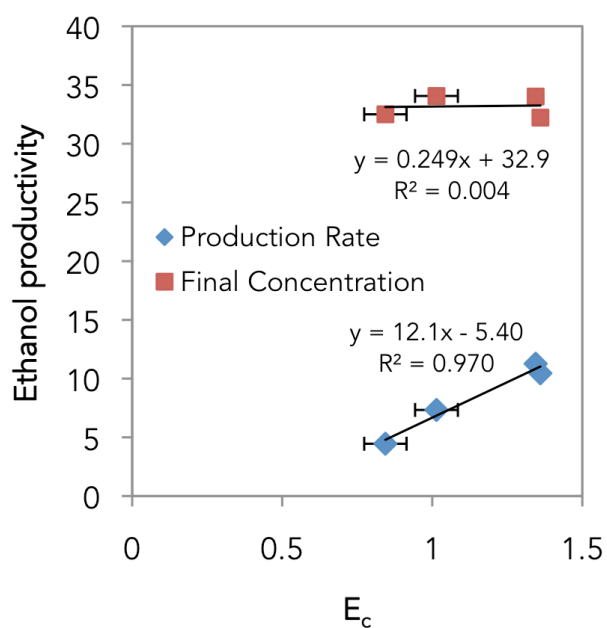 40
35
30
25
20
15
10
5
0
Ethanol productivity
y = 0.249x + 32.9
R² = 0.004
Production Rate
Final Concentration
y = 12.1x - 5.40
R² = 0.970
0 0.5 1 1.5
Ec